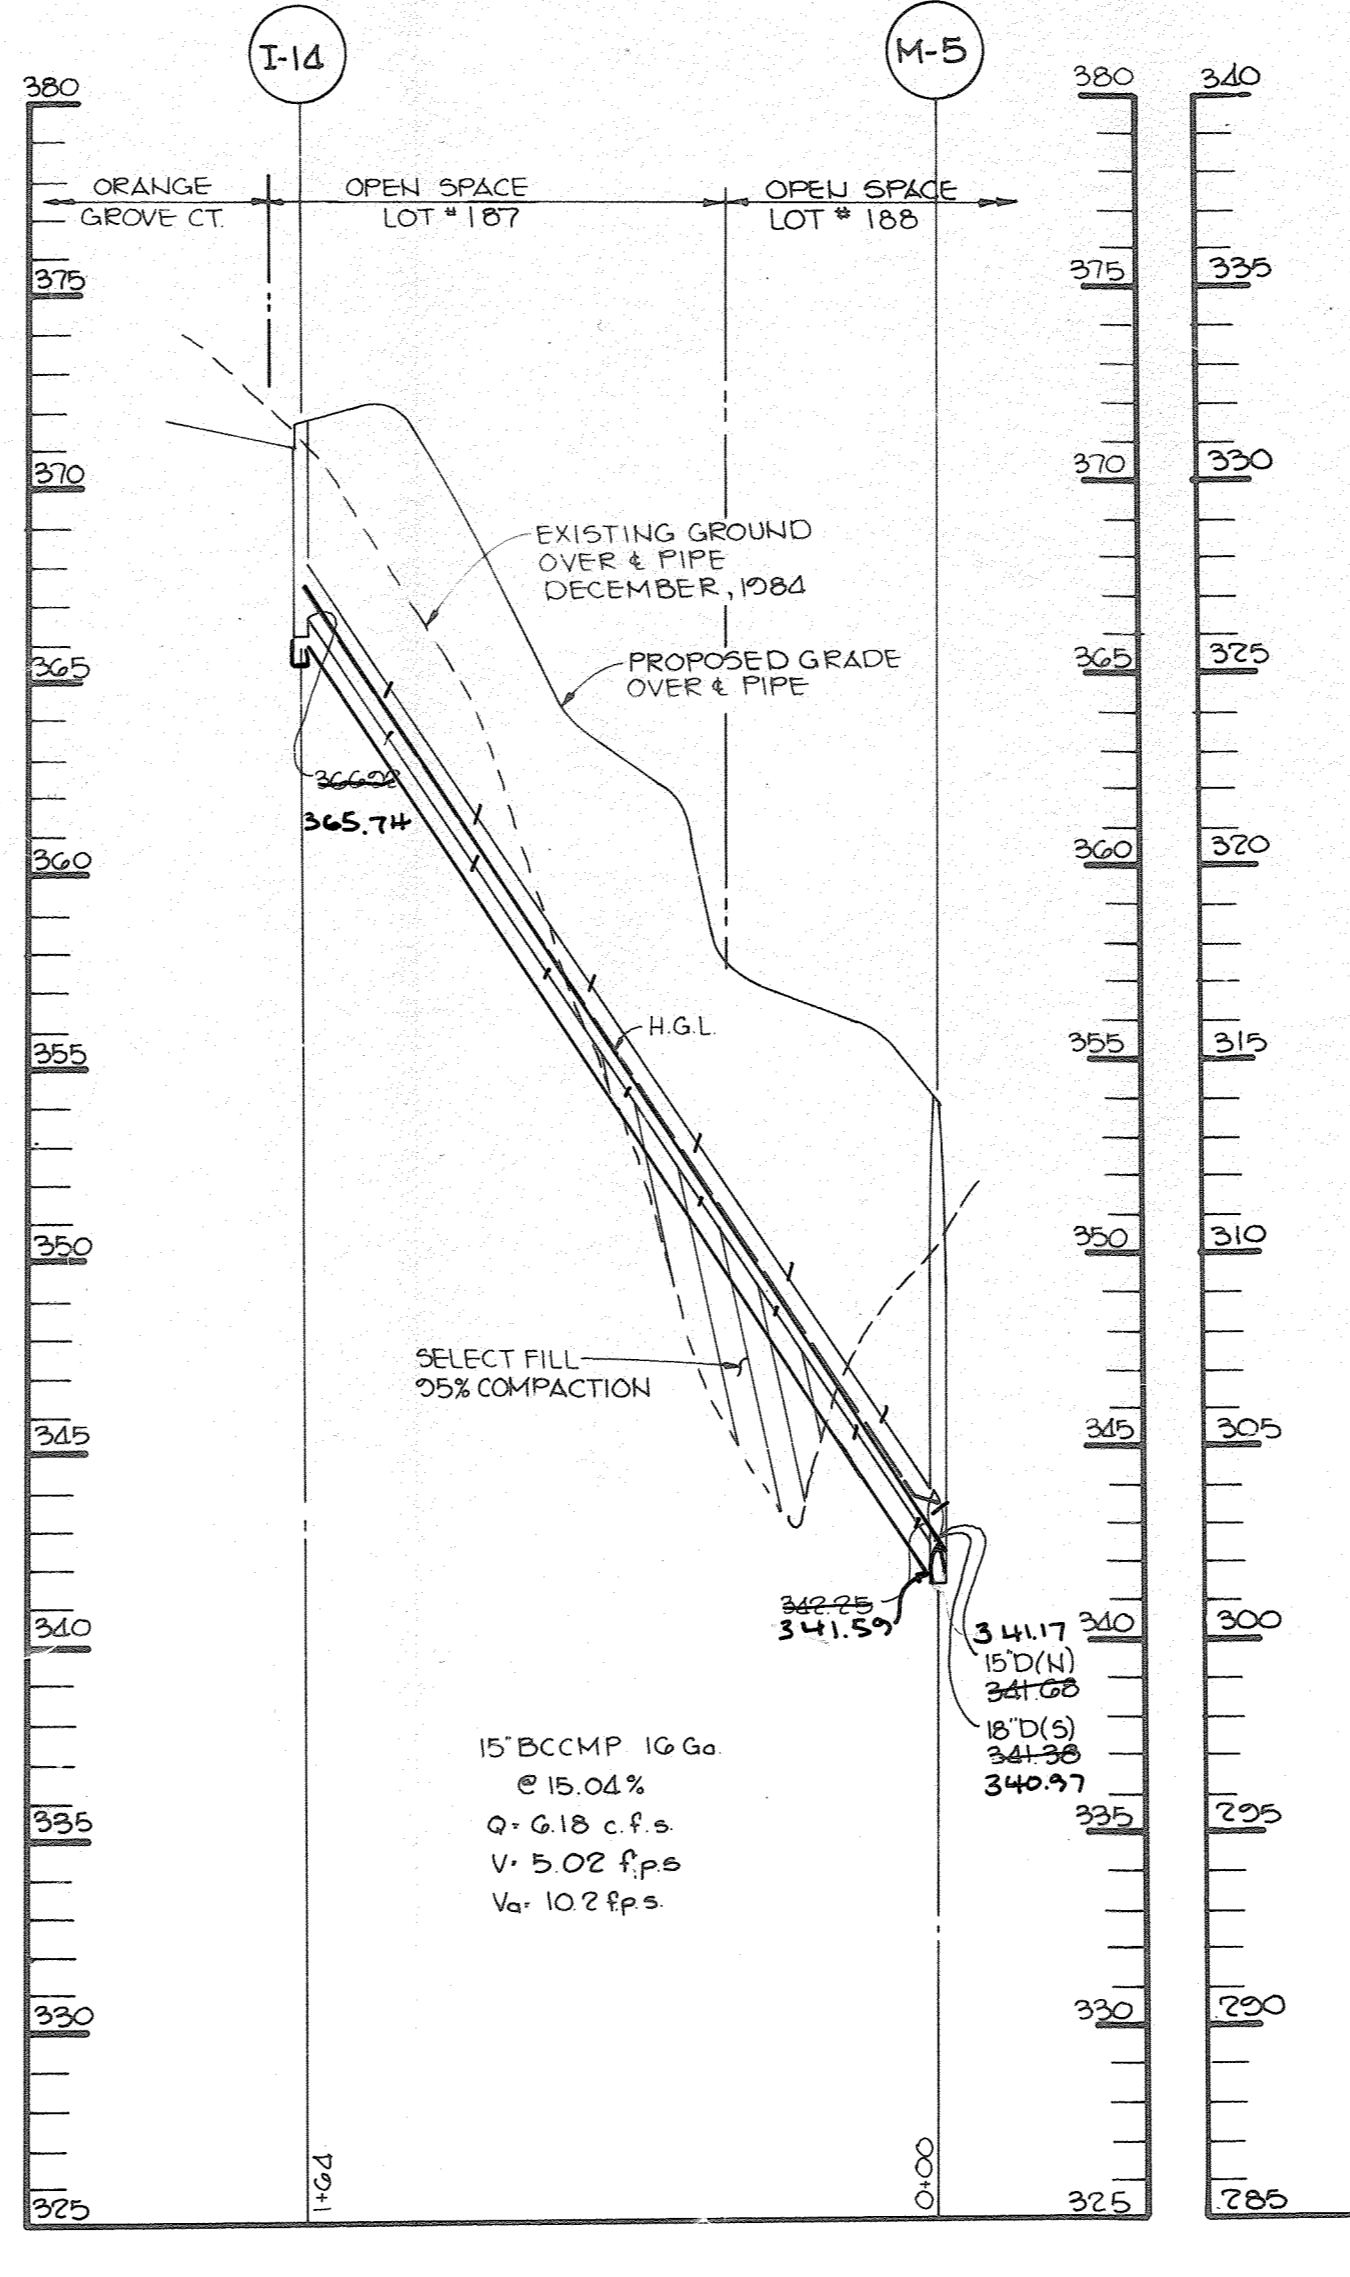 I-14
M-5
380
380
340
ORANGE
GROVE CT.
OPEN SPACE
LOT # 187
OPEN SPACE
LOT # 188
375
375
335
370
370
330
EXISTING GROUND
OVER ℄ PIPE
DECEMBER, 1984
PROPOSED GRADE
OVER ℄ PIPE
365
365
325
365.74
360
360
320
H.G.L.
355
355
315
350
350
310
SELECT FILL
95% COMPACTION
345
345
305
342.25
341.59
340
341.17
340
300
15"D(N)
341.68
18"D(S)
341.38
340.97
15" BCCMP 16 Ga.
@ 15.04%
Q= 6.18 c.f.s.
V= 5.02 f.p.s
Va= 10.2 f.p.s.
335
335
295
330
330
290
1+64
0+00
325
325
285